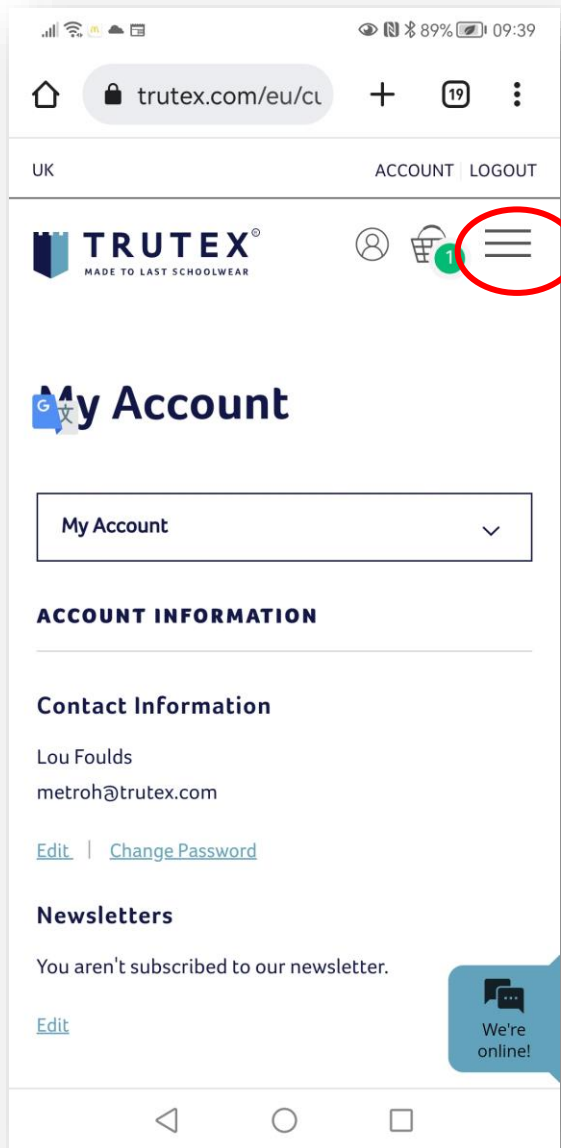 89% 09:39
trutex.com/eu/cu
19
UK
ACCOUNT LOGOUT
TRUTEX®
MADE TO LAST SCHOOLWEAR
1
G 文
My Account
My Account
ACCOUNT INFORMATION
Contact Information
Lou Foulds
metroh@trutex.com
Edit | Change Password
Newsletters
You aren't subscribed to our newsletter.
Edit
We're
online!